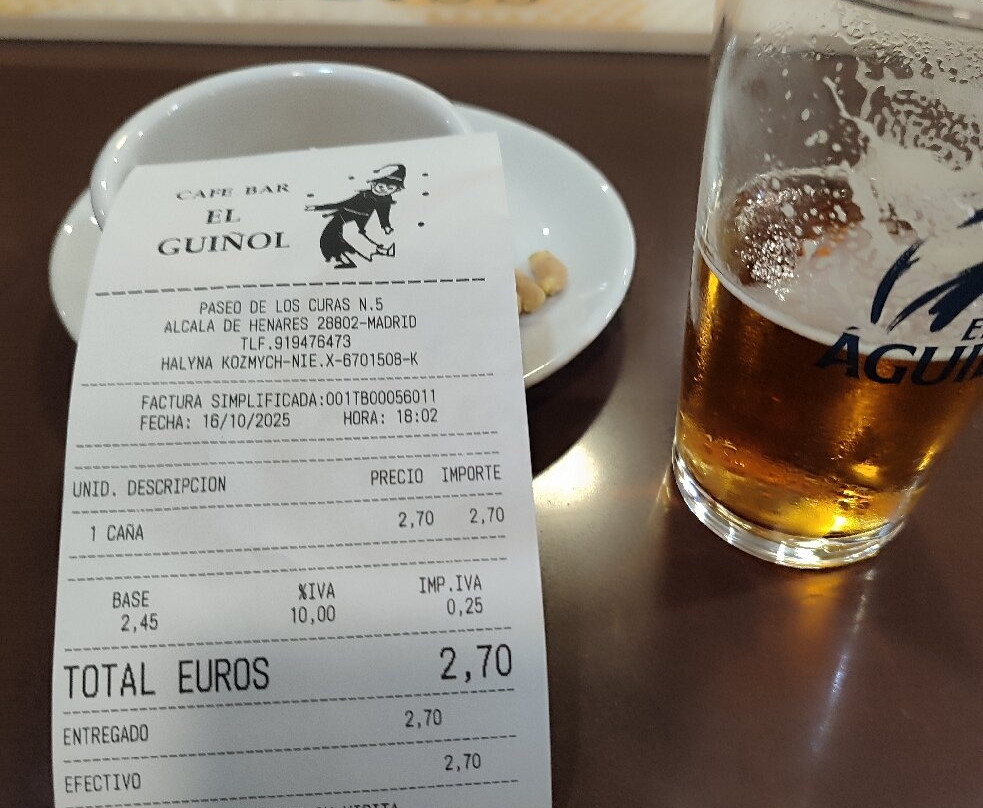 CAFE BAR
EL
GUIÑOL
PASEO DE LOS CURAS N.5
ALCALA DE HENARES 28802-MADRID
TLF.919476473
HALYNA KOZMYCH-NIE.X-6701508-K
FACTURA SIMPLIFICADA:001TB00056011
FECHA: 16/10/2025 HORA: 18:02
UNID. DESCRIPCION PRECIO IMPORTE
1 CAÑA 2,70 2,70
BASE %IVA IMP.IVA
2,45 10,00 0,25
TOTAL EUROS 2,70
ENTREGADO 2,70
EFECTIVO 2,70